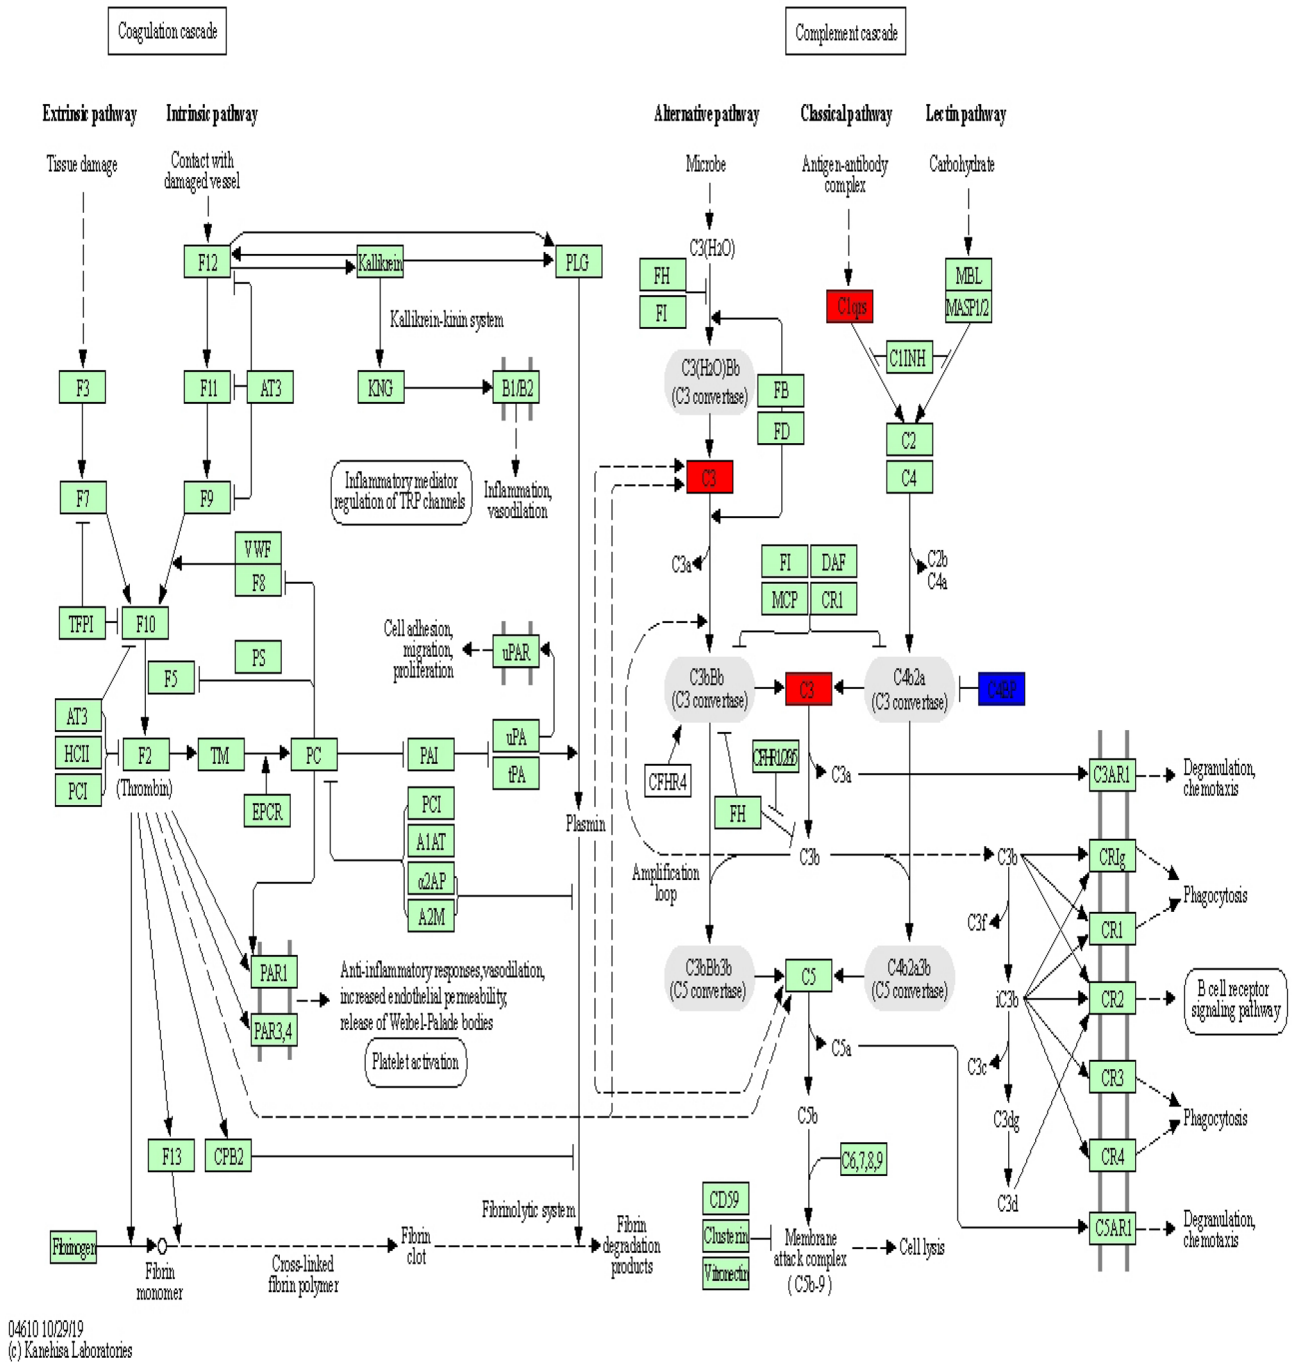 Coagulation cascade
Complement cascade
Extrinsic pathway
Intrinsic pathway
Alternative pathway
Classical pathway
Lectin pathway
Tissue damage
Contact with
damaged vessel
Microbe
Antigen-antibody
complex
Carbohydrate
F12
Kallikrein
PLG
C3(H2O)
FH
FI
C1qrs
MBL
MASP1/2
Kallikrein-kinin system
C1INH
F3
F11
AT3
KNG
B1/B2
C3(H2O)Bb
(C3 convertase)
FB
FD
C2
C4
C3
F7
F9
Inflammatory mediator
regulation of TRP channels
Inflammation,
vasodilation
VWF
F8
C3a
FI
DAF
MCP
CR1
C2b
C4a
TFPI
F10
PS
F5
Cell adhesion,
migration,
proliferation
uPAR
C3bBb
(C3 convertase)
C3
C4b2a
(C3 convertase)
C4BP
AT3
HCII
PCI
F2
(Thrombin)
TM
PC
PAI
uPA
tPA
EPCR
CFHR4
FH
C3a
C3AR1
Degranulation,
chemotaxis
PCI
A1AT
α2AP
A2M
Plasmin
Amplification
loop
C3b
C3b
CRIg
Phagocytosis
C3f
CR1
PAR1
PAR3,4
Anti-inflammatory responses,vasodilation,
increased endothelial permeability,
release of Weibel-Palade bodies
Platelet activation
C3bBb3b
(C5 convertase)
C5
C4b2a3b
(C5 convertase)
iC3b
CR2
B cell receptor
signaling pathway
C5a
C3c
CR3
C5b
C3dg
Phagocytosis
F13
CPB2
C6,7,8,9
CR4
C3d
CD59
Clusterin
Vitronectin
Membrane
attack complex
(C5b-9)
Cell lysis
C5AR1
Degranulation,
chemotaxis
Fibrinolytic system
Fibrinogen
Fibrin
monomer
Cross-linked
fibrin polymer
Fibrin
clot
Fibrin
degradation
products
04610 10/29/19
(c) Kanehisa Laboratories